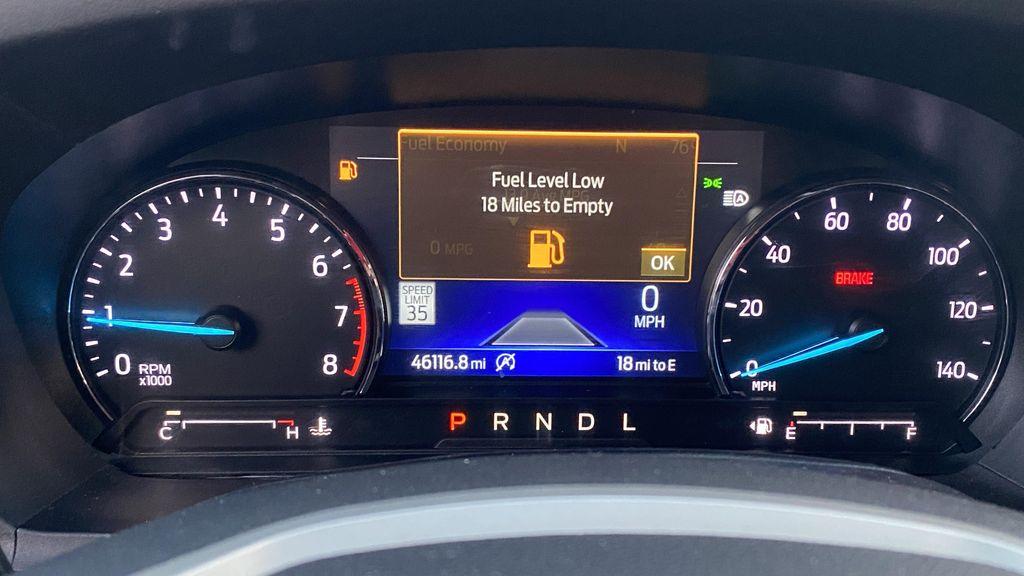 Fuel Economy N 76°
Fuel Level Low
18 Miles to Empty
0 MPG
OK
SPEED
LIMIT
35
0
MPH
46116.8 mi
18 mi to E
0 1 2 3 4 5 6 7 8
RPM
x1000
0 20 40 60 80 100 120 140
MPH
BRAKE
A
C H
P R N D L
E F